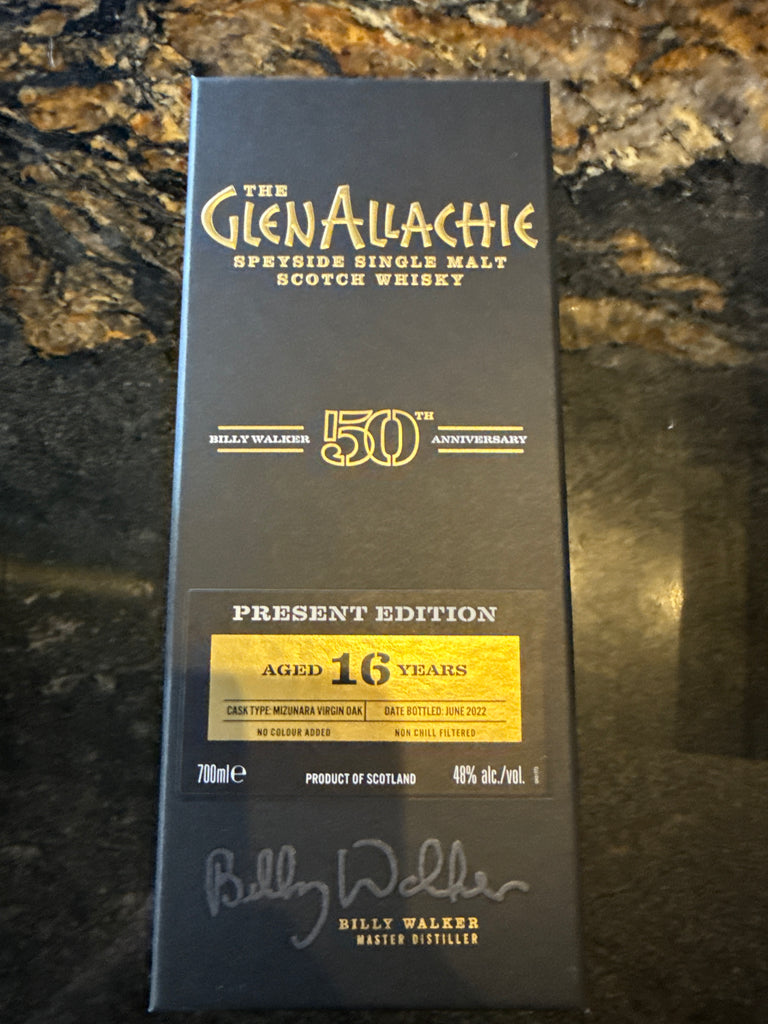 THE
GLENALLACHIE
SPEYSIDE SINGLE MALT
SCOTCH WHISKY
BILLY WALKER 50TH ANNIVERSARY
PRESENT EDITION
AGED 16 YEARS
CASK TYPE: MIZUNARA VIRGIN OAK DATE BOTTLED: JUNE 2022
NO COLOUR ADDED NON CHILL FILTERED
700ml℮ PRODUCT OF SCOTLAND 48% alc./vol.
Billy Walker
BILLY WALKER
MASTER DISTILLER